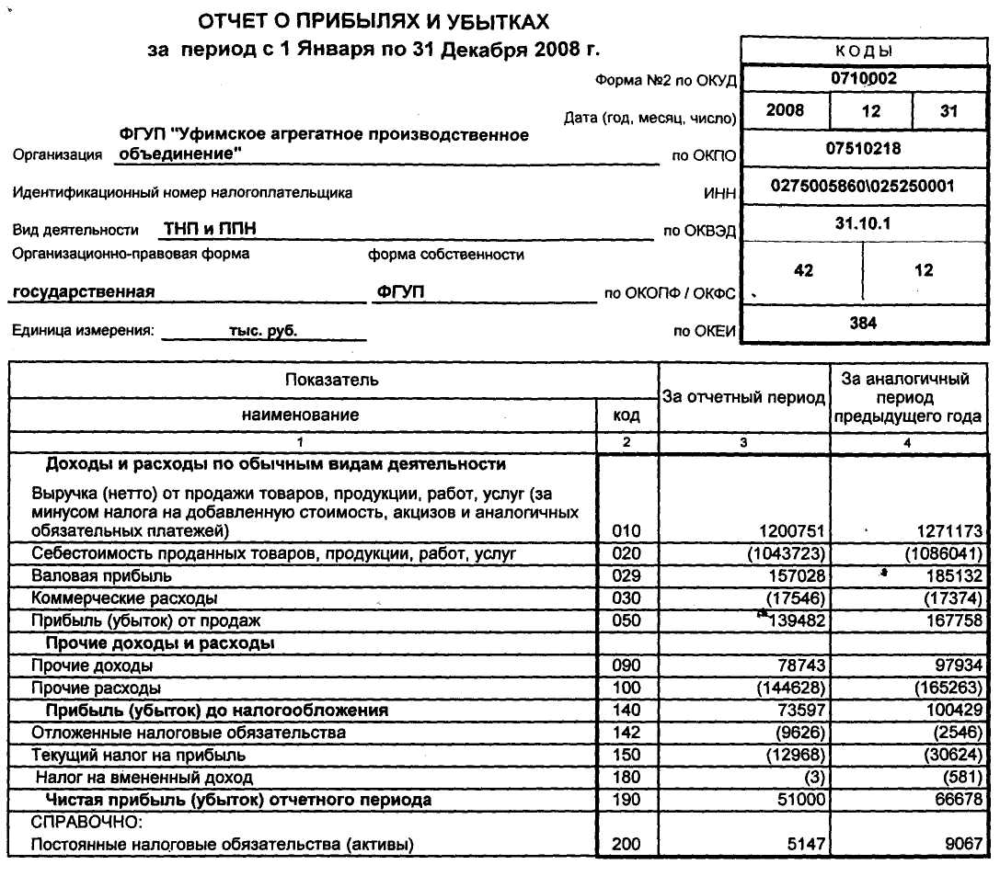 ОТЧЕТ О ПРИБЫЛЯХ И УБЫТКАХ
за период с 1 Января по 31 Декабря 2008 г.
КОДЫ
Форма №2 по ОКУД 0710002
Дата (год, месяц, число) 2008 12 31
ФГУП "Уфимское агрегатное производственное
Организация объединение" по ОКПО 07510218
Идентификационный номер налогоплательщика ИНН 0275005860\025250001
Вид деятельности ТНП и ППН по ОКВЭД 31.10.1
Организационно-правовая форма форма собственности
42 12
государственная ФГУП по ОКОПФ / ОКФС
Единица измерения: тыс. руб. по ОКЕИ 384
Показатель За отчетный период За аналогичный
период
предыдущего года
наименование код
1 2 3 4
Доходы и расходы по обычным видам деятельности
Выручка (нетто) от продажи товаров, продукции, работ, услуг (за
минусом налога на добавленную стоимость, акцизов и аналогичных
обязательных платежей) 010 1200751 1271173
Себестоимость проданных товаров, продукции, работ, услуг 020 (1043723) (1086041)
Валовая прибыль 029 157028 185132
Коммерческие расходы 030 (17546) (17374)
Прибыль (убыток) от продаж 050 139482 167758
Прочие доходы и расходы
Прочие доходы 090 78743 97934
Прочие расходы 100 (144628) (165263)
Прибыль (убыток) до налогообложения 140 73597 100429
Отложенные налоговые обязательства 142 (9626) (2546)
Текущий налог на прибыль 150 (12968) (30624)
Налог на вмененный доход 180 (3) (581)
Чистая прибыль (убыток) отчетного периода 190 51000 66678
СПРАВОЧНО:
Постоянные налоговые обязательства (активы) 200 5147 9067